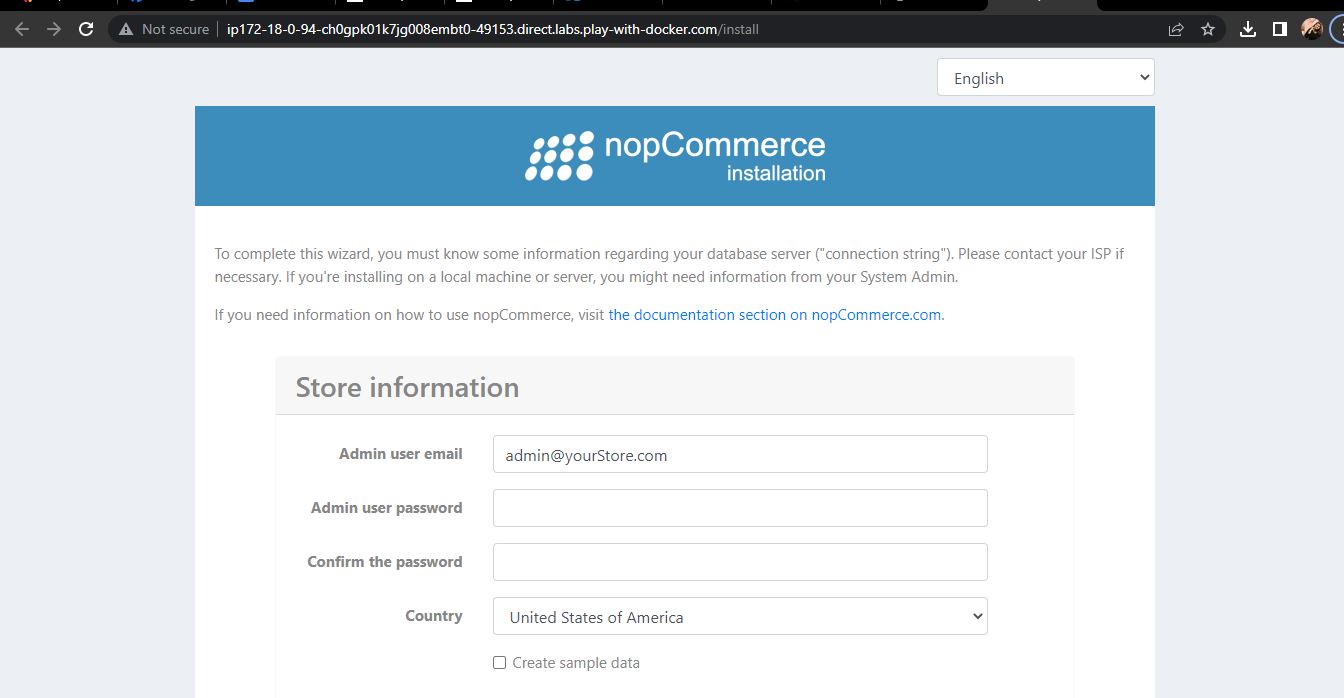 Not secure
ip172-18-0-94-ch0gpk01k7jg008embt0-49153.direct.labs.play-with-docker.com/install
English
nopCommerce
installation
To complete this wizard, you must know some information regarding your database server ("connection string"). Please contact your ISP if
necessary. If you're installing on a local machine or server, you might need information from your System Admin.
If you need information on how to use nopCommerce, visit the documentation section on nopCommerce.com.
Store information
Admin user email
admin@yourStore.com
Admin user password
Confirm the password
Country
United States of America
Create sample data